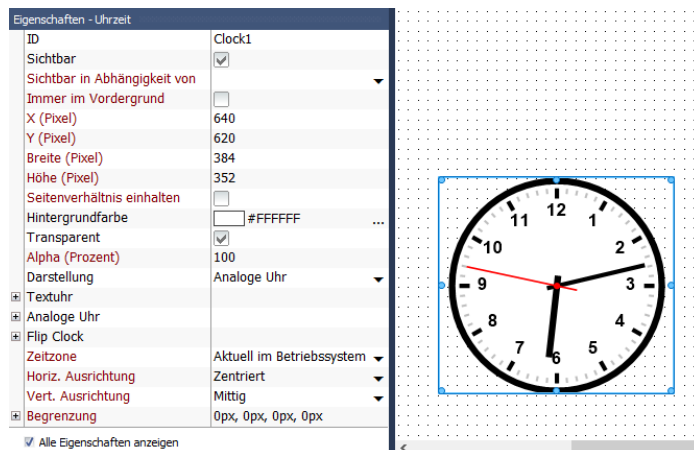 Eigenschaften - Uhrzeit
ID Clock1
Sichtbar
Sichtbar in Abhängigkeit von
Immer im Vordergrund
X (Pixel) 640
Y (Pixel) 620
Breite (Pixel) 384
Höhe (Pixel) 352
Seitenverhältnis einhalten
Hintergrundfarbe #FFFFFF ...
Transparent
Alpha (Prozent) 100
Darstellung Analoge Uhr
Textuhr
Analoge Uhr
Flip Clock
Zeitzone Aktuell im Betriebssystem
Horiz. Ausrichtung Zentriert
Vert. Ausrichtung Mittig
Begrenzung 0px, 0px, 0px, 0px
Alle Eigenschaften anzeigen
12
11 1
10 2
9 3
8 4
7 5
6